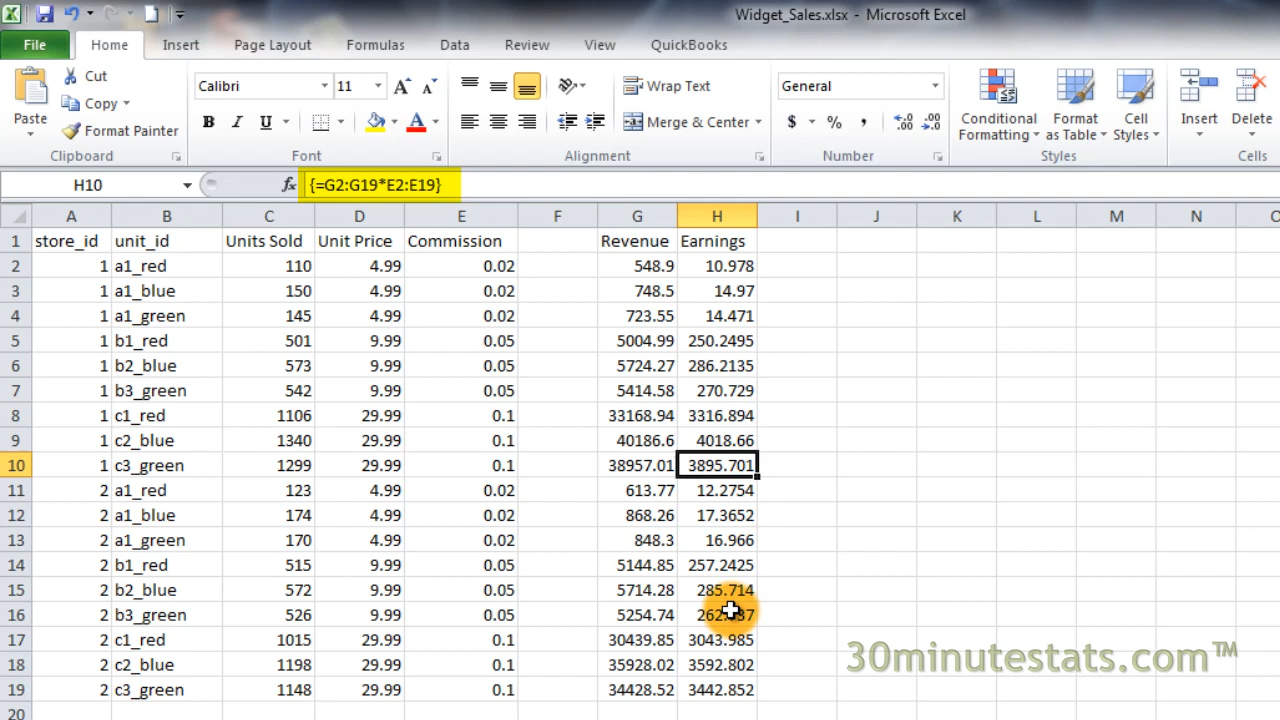 Widget_Sales.xlsx - Microsoft Excel
File Home Insert Page Layout Formulas Data Review View QuickBooks
Cut Calibri 11 Wrap Text General
Copy Paste Conditional Formatting Format as Table Cell Styles Insert Delete
Format Painter B I U Merge & Center $ % ,
Clipboard Font Alignment Number Styles Cells
H10 fx {=G2:G19*E2:E19}
A B C D E F G H I J K L M N
1 store_id unit_id Units Sold Unit Price Commission Revenue Earnings
2 1 a1_red 110 4.99 0.02 548.9 10.978
3 1 a1_blue 150 4.99 0.02 748.5 14.97
4 1 a1_green 145 4.99 0.02 723.55 14.471
5 1 b1_red 501 9.99 0.05 5004.99 250.2495
6 1 b2_blue 573 9.99 0.05 5724.27 286.2135
7 1 b3_green 542 9.99 0.05 5414.58 270.729
8 1 c1_red 1106 29.99 0.1 33168.94 3316.894
9 1 c2_blue 1340 29.99 0.1 40186.6 4018.66
10 1 c3_green 1299 29.99 0.1 38957.01 3895.701
11 2 a1_red 123 4.99 0.02 613.77 12.2754
12 2 a1_blue 174 4.99 0.02 868.26 17.3652
13 2 a1_green 170 4.99 0.02 848.3 16.966
14 2 b1_red 515 9.99 0.05 5144.85 257.2425
15 2 b2_blue 572 9.99 0.05 5714.28 285.714
16 2 b3_green 526 9.99 0.05 5254.74
17 2 c1_red 1015 29.99 0.1 30439.85 3043.985
18 2 c2_blue 1198 29.99 0.1 35928.02 3592.802
19 2 c3_green 1148 29.99 0.1 34428.52 3442.852
20
30minutestats.com™